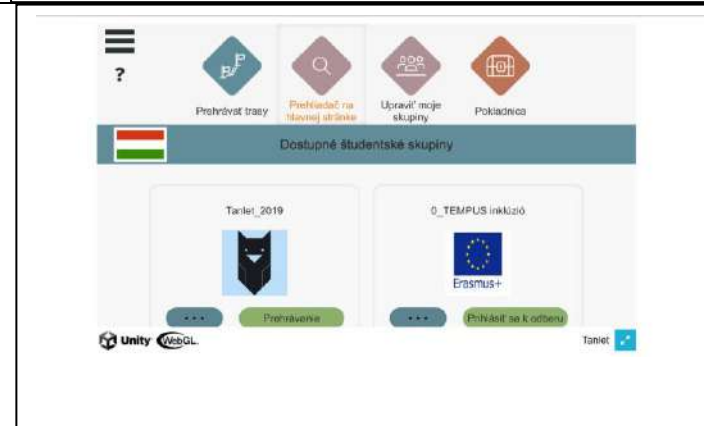 ?
Prehrávať trasy
Prehliadač na
hlavnej stránke
Upraviť moje
skupiny
Pokladnica
Dostupné študentské skupiny
Tanlet_2019
0_TEMPUS inklúzió
Erasmus+
... Prehrávanie
... Prihlásiť sa k odberu
Unity WebGL.
Tanlet